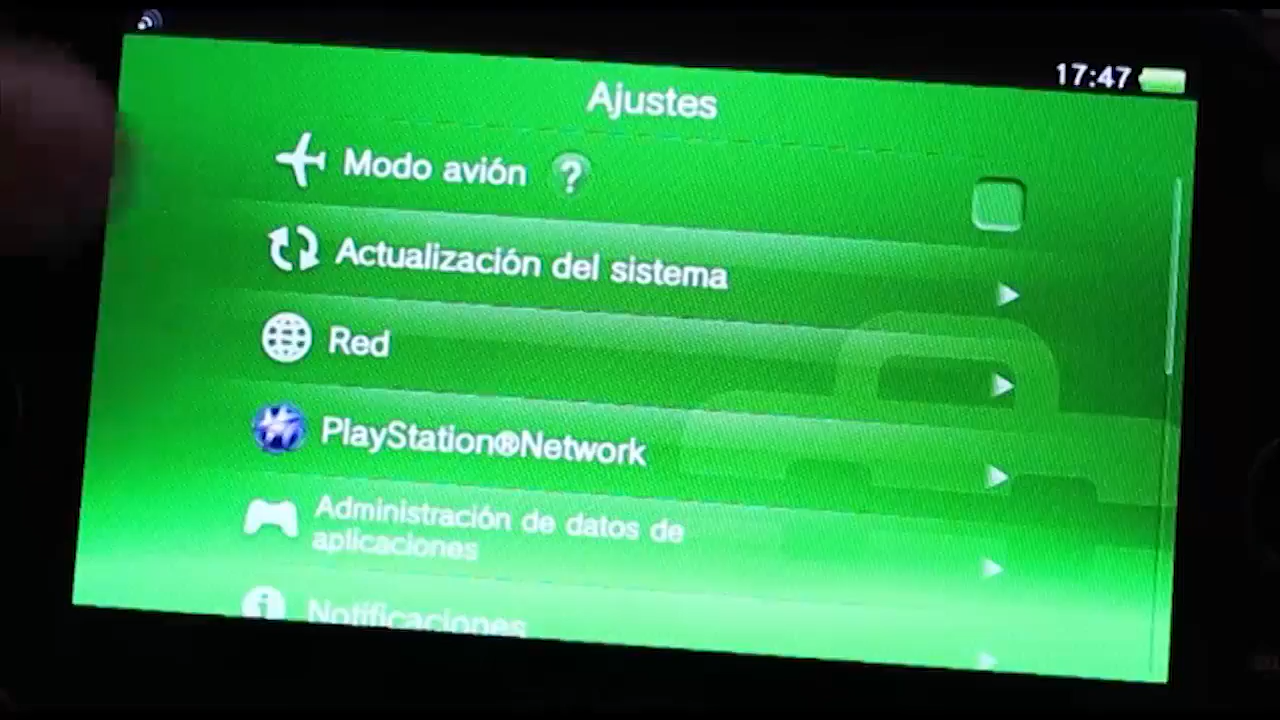 17:47
Ajustes
Modo avión ?
Actualización del sistema
Red
PlayStation®Network
Administración de datos de
aplicaciones
Notificaciones